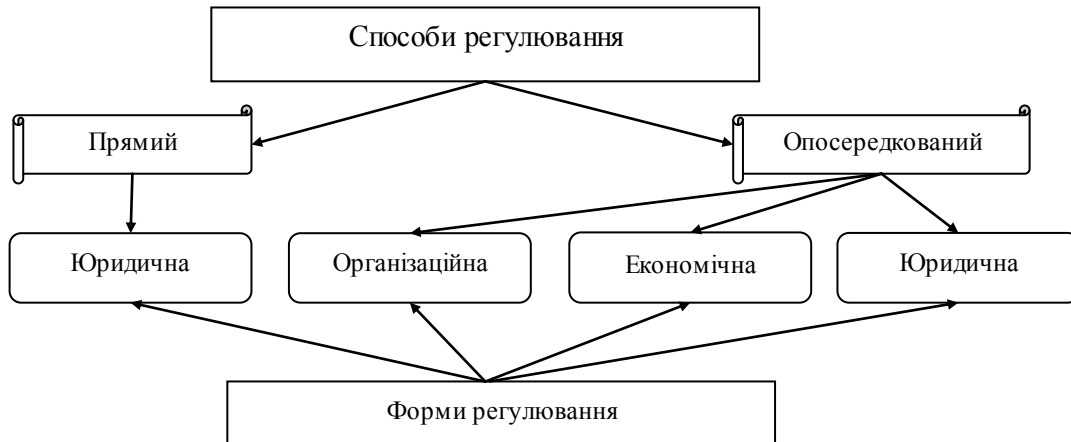 Способи регулювання
Прямий
Опосередкований
Юридична
Організаційна
Економічна
Юридична
Форми регулювання